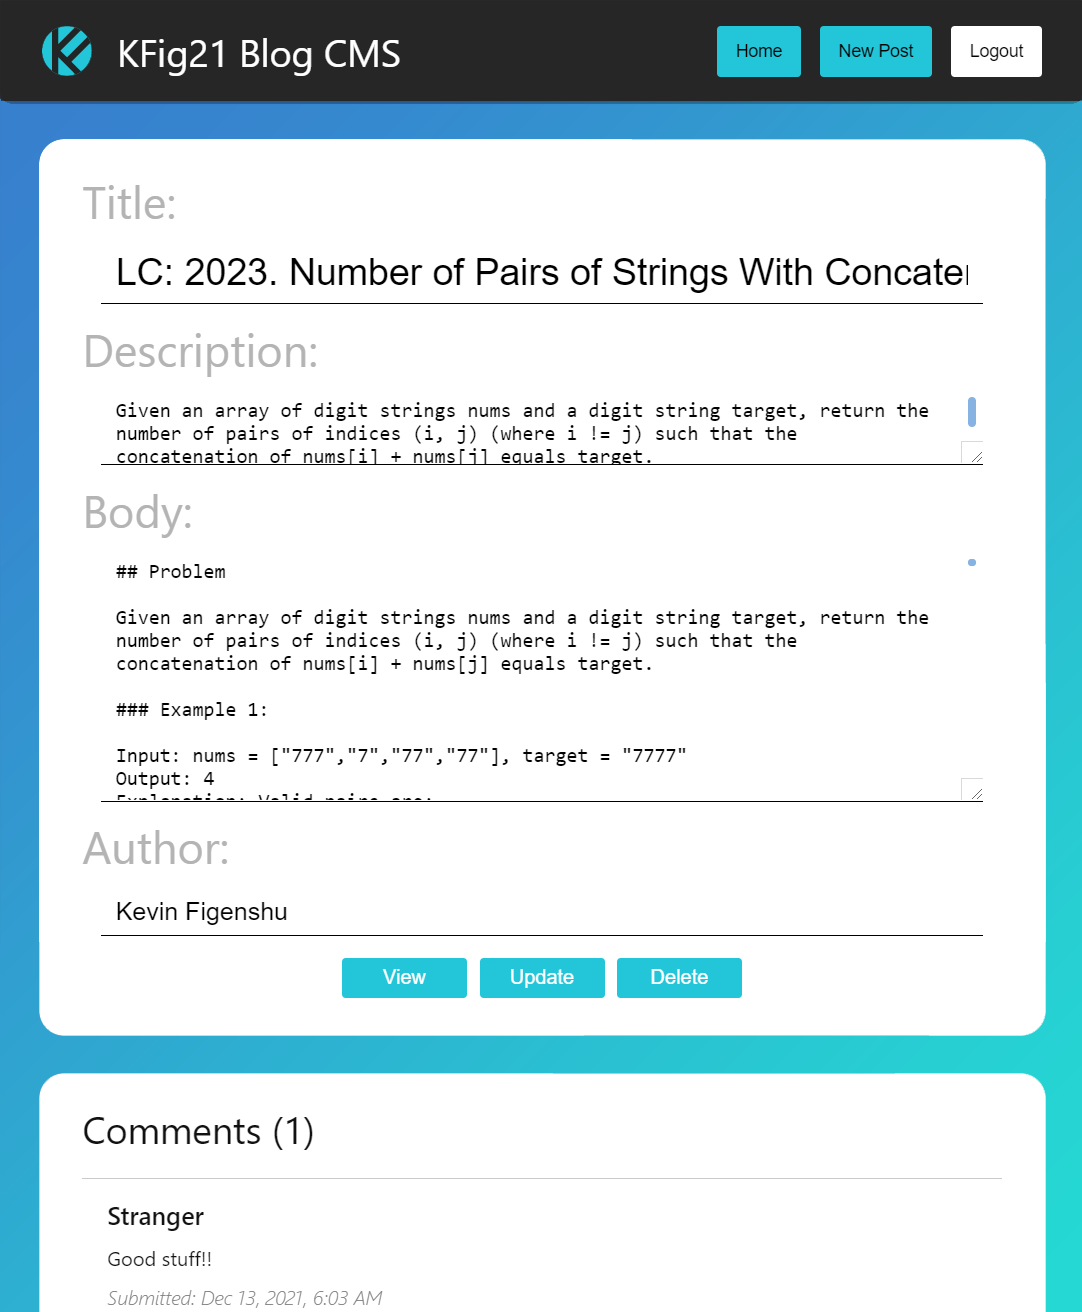 KFig21 Blog CMS
Home
New Post
Logout
Title:
LC: 2023. Number of Pairs of Strings With
Description:
Given an array of digit strings nums and a digit string target, return the
number of pairs of indices (i, j) (where i != j) such that the
concatenation of nums[i] + nums[j] equals target.
Body:
## Problem
Given an array of digit strings nums and a digit string target, return the
number of pairs of indices (i, j) (where i != j) such that the
concatenation of nums[i] + nums[j] equals target.
### Example 1:
Input: nums = ["777","7","77","77"], target = "7777"
Output: 4
Explanation: Valid pairs are:
Author:
Kevin Figenshu
View
Update
Delete
Comments (1)
Stranger
Good stuff!!
Submitted: Dec 13, 2021, 6:03 AM